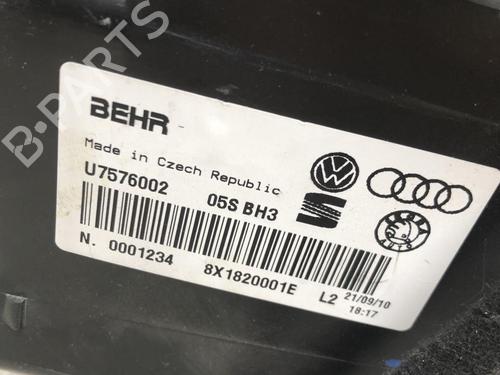 BEHR
Made in Czech Republic
U7576002 05S BH3
N. 0001234 8X1820001E L2 21/09/10
18:17
B-PARTS